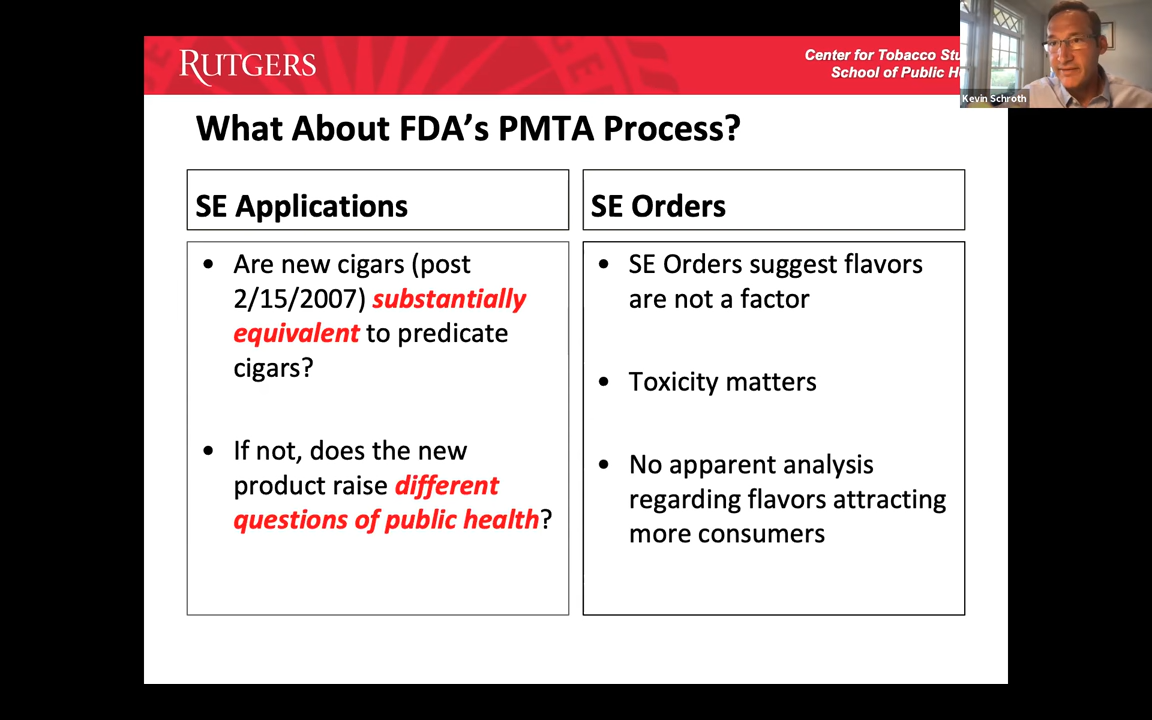 RUTGERS
Center for Tobacco Stu
School of Public H
Kevin Schroth
What About FDA's PMTA Process?
SE Applications
• Are new cigars (post
2/15/2007) substantially
equivalent to predicate
cigars?
• If not, does the new
product raise different
questions of public health?
SE Orders
• SE Orders suggest flavors
are not a factor
• Toxicity matters
• No apparent analysis
regarding flavors attracting
more consumers